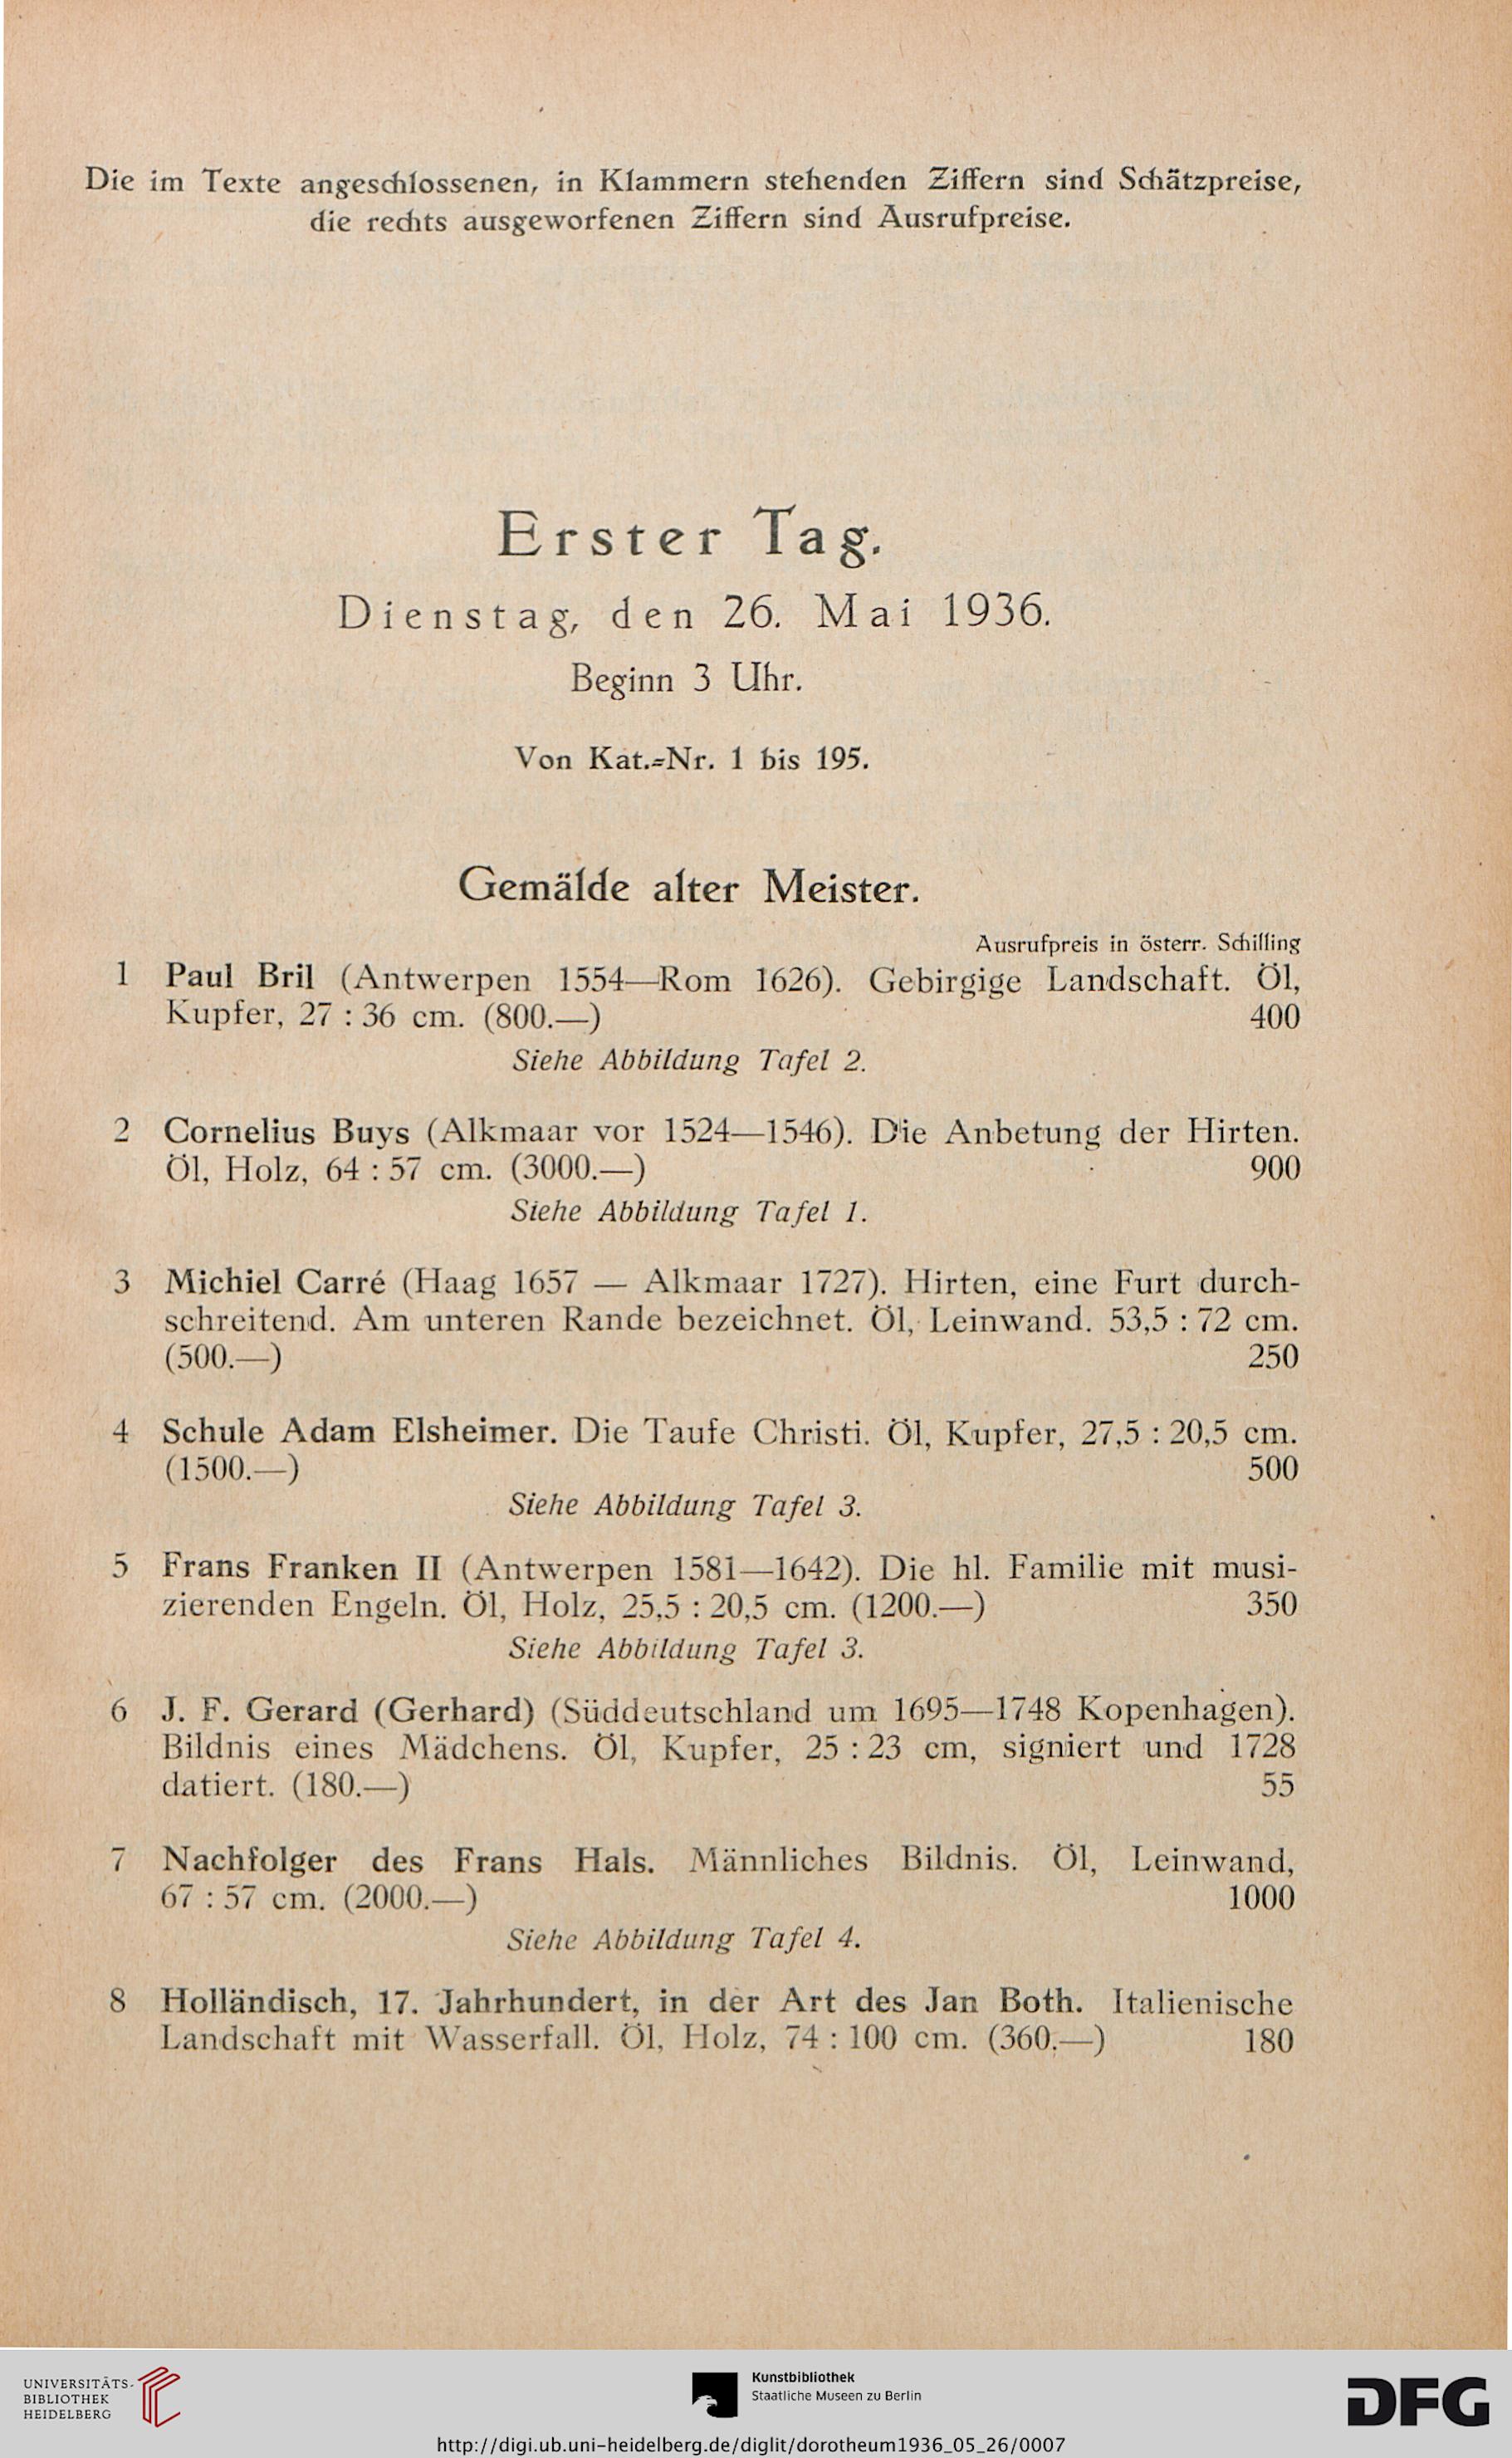 Die im Texte angeschlossenen, in Klammern stehenden Ziffern sind Schätzpreise,
die rechts ausgeworfenen Ziffern sind Ausrufpreise.
Erster Tag.
Dienstag, den 26. Mai 1936.
Beginn 3 Uhr.
Von Kat.-Nr. 1 bis 195.
Gemälde alter Meister.
Ausrufpreis in österr. Schilling
1 Paul Bril (Antwerpen 1554—Rom 1626). Gebirgige Landschaft. Öl,
Kupfer, 27 : 36 cm. (800.—) 400
Siehe Abbildung Tafel 2.
2 Cornelius Buys (Alkmaar vor 1524—1546). Die Anbetung der Hirten.
Öl, Holz, 64 : 57 cm. (3000.—) 900
Siehe Abbildung Tafel 1.
3 Michiel Carré (Haag 1657 — Alkmaar 1727). Hirten, eine Furt durch-
schreitend. Am unteren Rande bezeichnet. Öl, Leinwand. 53,5 : 72 cm.
(500.—) 250
4 Schule Adam Elsheimer. Die Taufe Christi. Öl, Kupfer, 27,5 : 20,5 cm.
(1500.—) 500
Siehe Abbildung Tafel 3.
5 Frans Franken II (Antwerpen 1581—1642). Die hl. Familie mit musi-
zierenden Engeln. Öl, Holz, 25,5 : 20,5 cm. (1200.—) 350
Siehe Abbildung Tafel 3.
6 J. F. Gerard (Gerhard) (Süddeutschland um 1695—1748 Kopenhagen).
Bildnis eines Mädchens. Öl, Kupfer, 25 : 23 cm, signiert und 1728
datiert. (180.—) 55
7 Nachfolger des Frans Hals. Männliches Bildnis. Öl, Leinwand,
67 : 57 cm. (2000.—) 1000
Siehe Abbildung Tafel 4.
8 Holländisch, 17. Jahrhundert, in der Art des Jan Both. Italienische
Landschaft mit Wasserfall. Öl, Holz, 74 : 100 cm. (360.—) 180
UNIVERSITÄTS-
BIBLIOTHEK
HEIDELBERG
Kunstbibliothek
Staatliche Museen zu Berlin
DFG
http://digi.ub.uni-heidelberg.de/diglit/dorotheum1936_05_26/0007